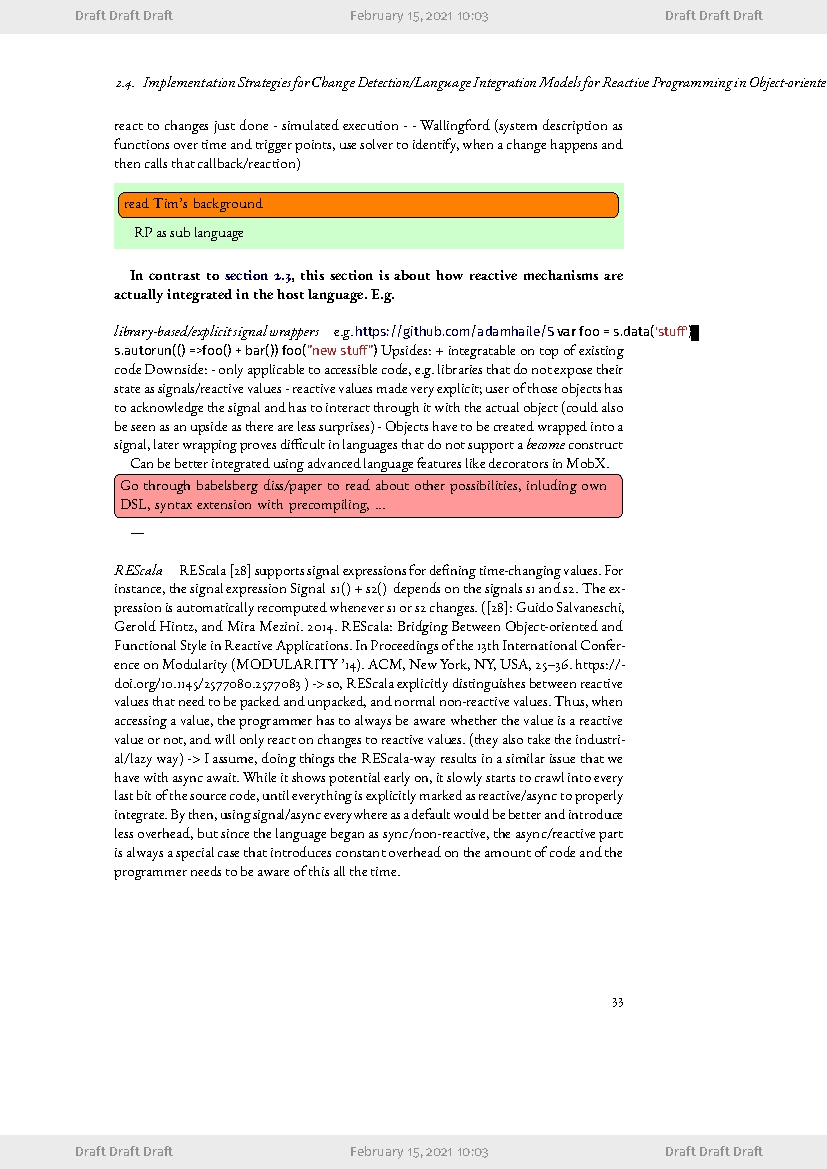 Draft Draft Draft February 15, 2021 10:03 Draft Draft Draft
2.4. Implementation Strategies for Change Detection/Language Integration Models for Reactive Programming in Object-oriente
react to changes just done - simulated execution - - Wallingford (system description as
functions over time and trigger points, use solver to identify, when a change happens and
then calls that callback/reaction)
read Tim's background
RP as sub language
In contrast to section 2.3, this section is about how reactive mechanisms are
actually integrated in the host language. E.g.
library-based/explicit signal wrappers e.g. https://github.com/adamhaile/S var foo = s.data('stuff')
s.autorun(() =>foo() + bar()) foo("new stuff") Upsides: + integratable on top of existing
code Downside: - only applicable to accessible code, e.g. libraries that do not expose their
state as signals/reactive values - reactive values made very explicit; user of those objects has
to acknowledge the signal and has to interact through it with the actual object (could also
be seen as an upside as there are less surprises) - Objects have to be created wrapped into a
signal, later wrapping proves difficult in languages that do not support a become construct
Can be better integrated using advanced language features like decorators in MobX.
Go through babelsberg diss/paper to read about other possibilities, inluding own
DSL, syntax extension with precompiling, ...
—
REScala REScala [28] supports signal expressions for defining time-changing values. For
instance, the signal expression Signal s1() + s2() depends on the signals s1 and s2. The ex-
pression is automatically recomputed whenever s1 or s2 changes. ([28]: Guido Salvaneschi,
Gerold Hintz, and Mira Mezini. 2014. REScala: Bridging Between Object-oriented and
Functional Style in Reactive Applications. In Proceedings of the 13th International Confer-
ence on Modularity (MODULARITY '14). ACM, New York, NY, USA, 25–36. https://-
doi.org/10.1145/2577080.2577083 ) -> so, REScala explicitly distinguishes between reactive
values that need to be packed and unpacked, and normal non-reactive values. Thus, when
accessing a value, the programmer has to always be aware whether the value is a reactive
value or not, and will only react on changes to reactive values. (they also take the industri-
al/lazy way) -> I assume, doing things the REScala-way results in a similar issue that we
have with async await. While it shows potential early on, it slowly starts to crawl into every
last bit of the source code, until everything is explicitly marked as reactive/async to properly
integrate. By then, using signal/async everywhere as a default would be better and introduce
less overhead, but since the language began as sync/non-reactive, the async/reactive part
is always a special case that introduces constant overhead on the amount of code and the
programmer needs to be aware of this all the time.
33
Draft Draft Draft February 15, 2021 10:03 Draft Draft Draft